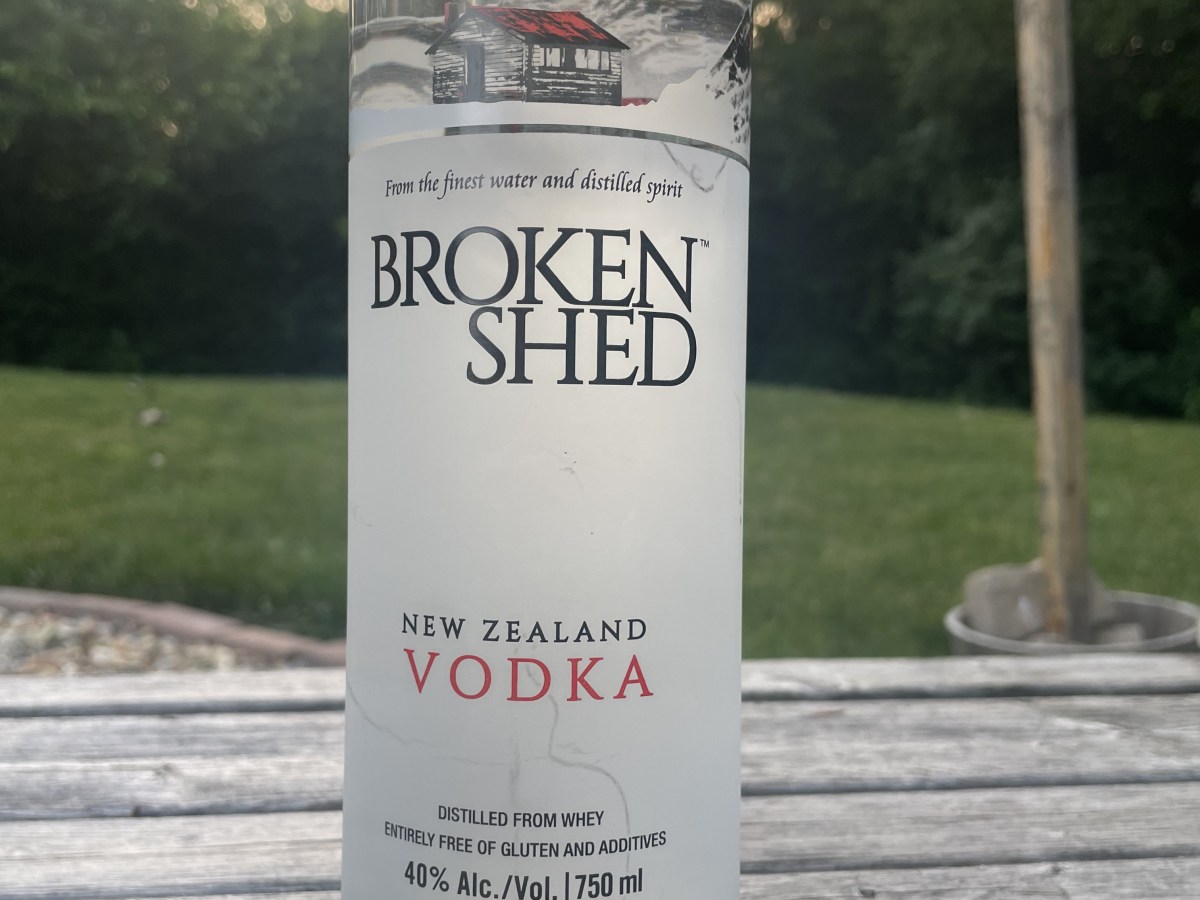 From the finest water and distilled spirit
BROKEN™
SHED
NEW ZEALAND
VODKA
DISTILLED FROM WHEY
ENTIRELY FREE OF GLUTEN AND ADDITIVES
40% Alc./Vol. | 750 ml